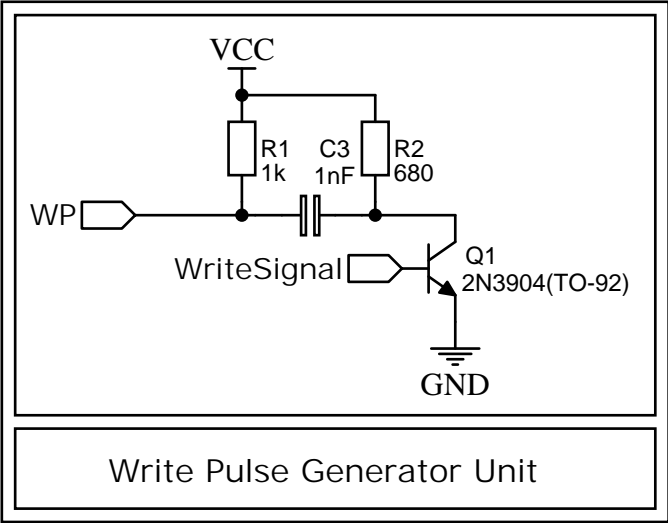 VCC
R1
1k
C3
1nF
R2
680
WP
WriteSignal
Q1
2N3904(TO-92)
GND
Write Pulse Generator Unit